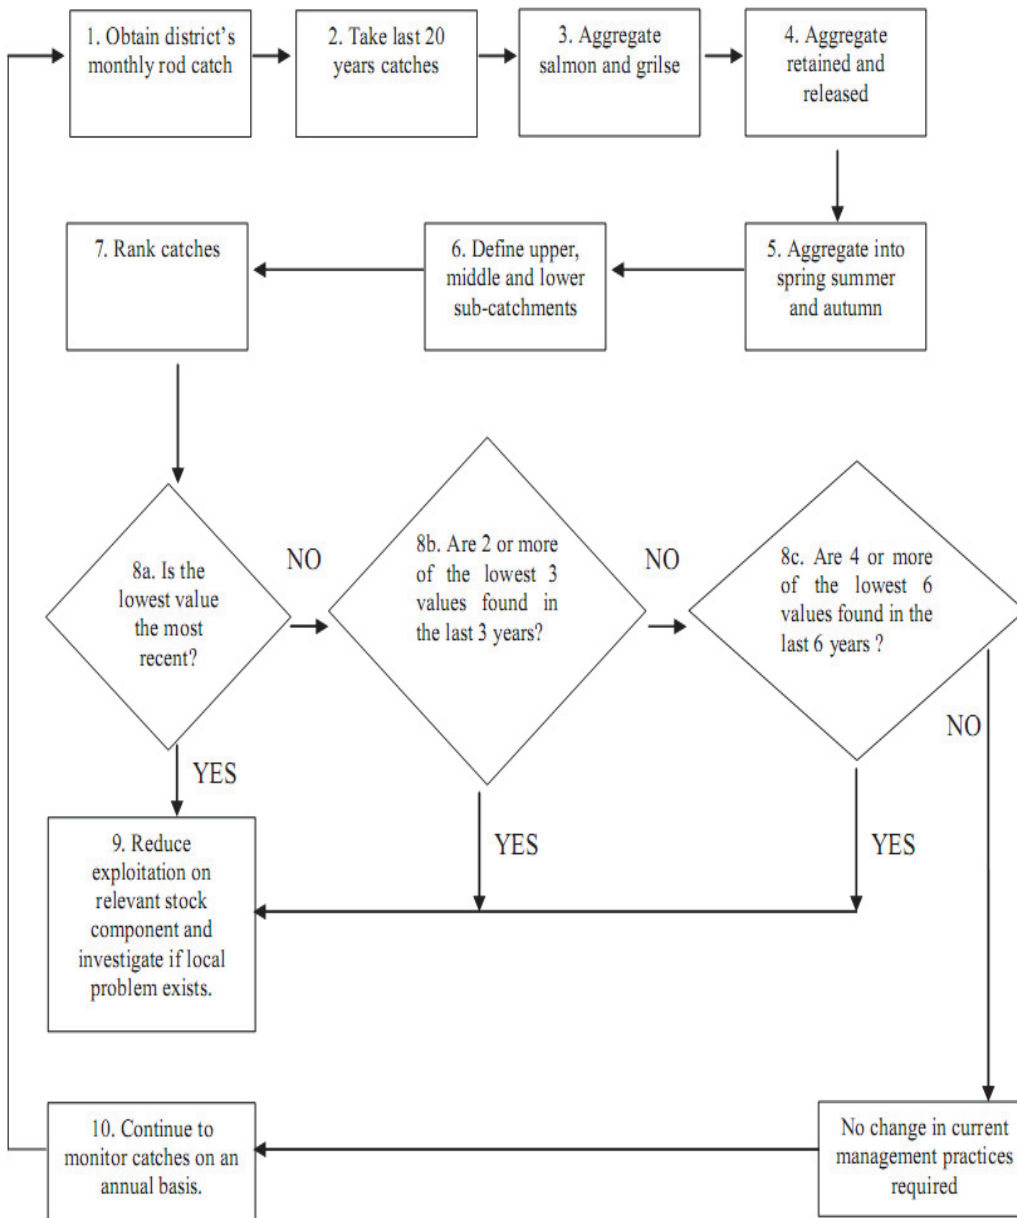 1. Obtain district's
monthly rod catch
2. Take last 20
years catches
3. Aggregate
salmon and grilse
4. Aggregate
retained and
released
7. Rank catches
6. Define upper,
middle and lower
sub-catchments
5. Aggregate into
spring summer
and autumn
8a. Is the
lowest value
the most
recent?
NO
8b. Are 2 or more
of the lowest 3
values found in
the last 3 years?
NO
8c. Are 4 or more
of the lowest 6
values found in the
last 6 years ?
NO
YES
YES
YES
9. Reduce
exploitation on
relevant stock
component and
investigate if local
problem exists.
10. Continue to
monitor catches on an
annual basis.
No change in current
management practices
required